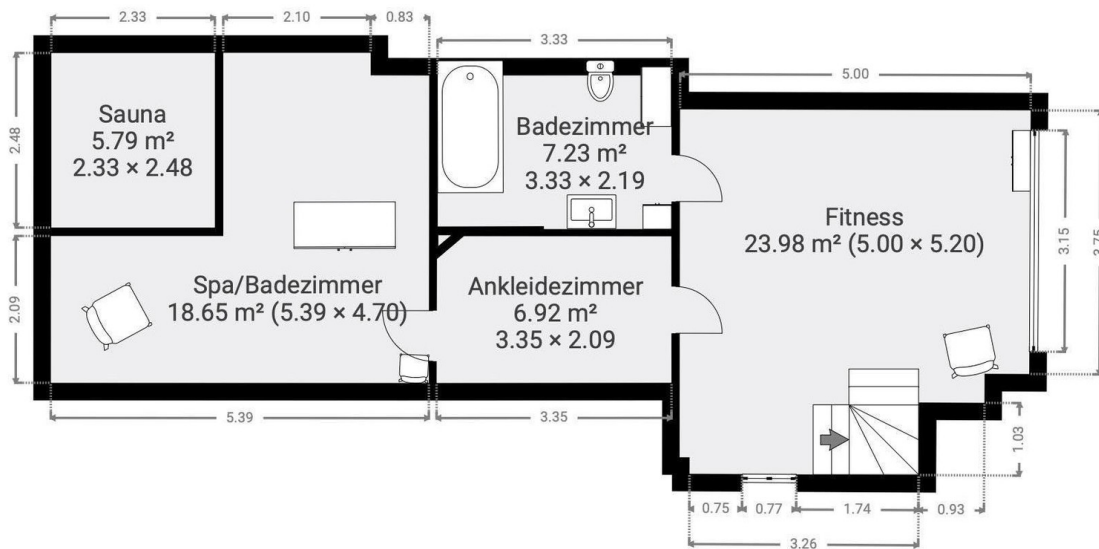 2.33
2.10
0.83
3.33
5.00
Sauna
5.79 m²
2.33 × 2.48
2.48
Badezimmer
7.23 m²
3.33 × 2.19
Fitness
23.98 m² (5.00 × 5.20)
3.15
3.75
Spa/Badezimmer
18.65 m² (5.39 × 4.70)
2.09
Ankleidezimmer
6.92 m²
3.35 × 2.09
5.39
3.35
1.03
0.75
0.77
1.74
0.93
3.26